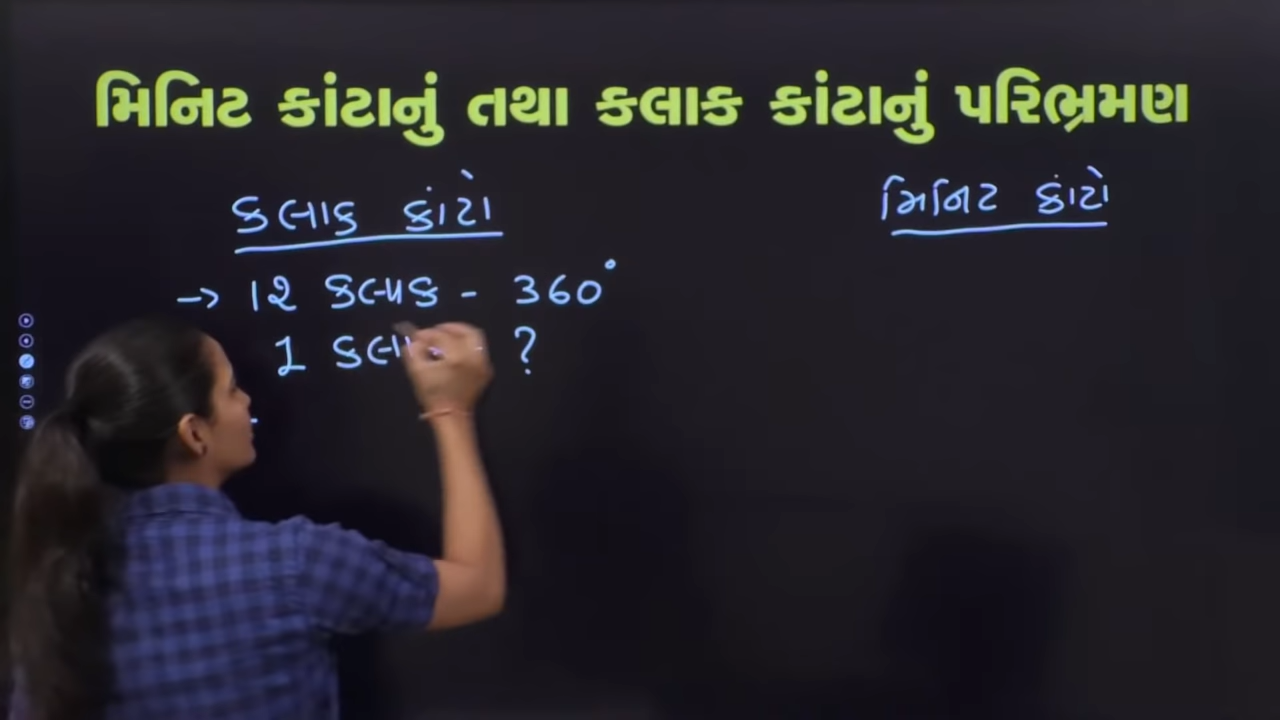 મિનિટ કાંટાનું તથા કલાક કાંટાનું પરિભ્રમણ
કલાક કાંટો
મિનિટ કાંટો
→ 12 કલાક - 360°
1 - ?